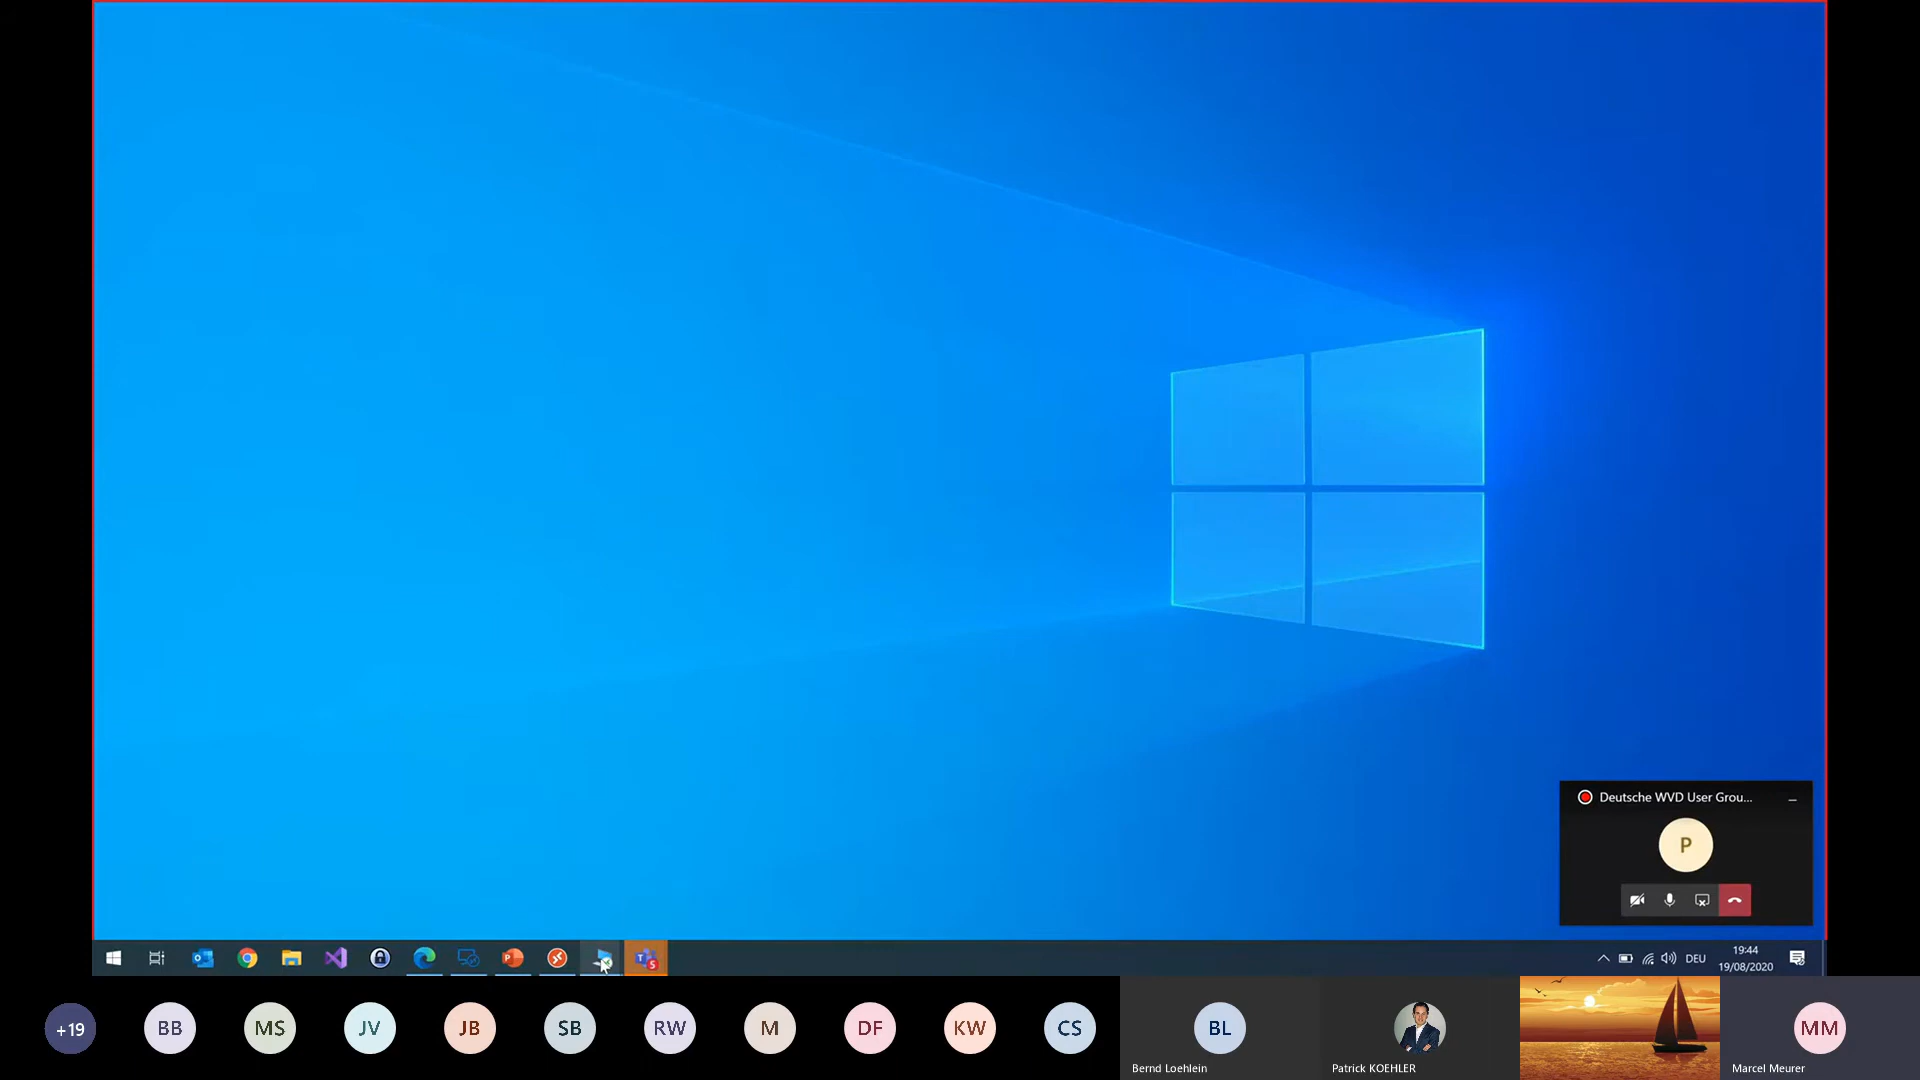 Deutsche WVD User Grou...
P
DEU
19:44
19/08/2020
+19
BB
MS
JV
JB
SB
RW
M
DF
KW
CS
BL
MM
Bernd Loehlein
Patrick KOEHLER
Marcel Meurer